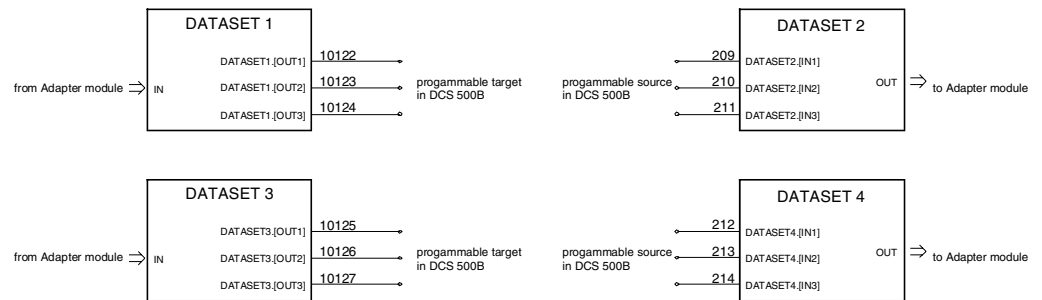 DATASET 1
DATASET1.[OUT1] 10122
from Adapter module IN DATASET1.[OUT2] 10123 progammable target
in DCS 500B
DATASET1.[OUT3] 10124
DATASET 2
209 DATASET2.[IN1]
progammable source 210 DATASET2.[IN2] OUT to Adapter module
in DCS 500B
211 DATASET2.[IN3]
DATASET 3
DATASET3.[OUT1] 10125
from Adapter module IN DATASET3.[OUT2] 10126 progammable target
in DCS 500B
DATASET3.[OUT3] 10127
DATASET 4
212 DATASET4.[IN1]
progammable source 213 DATASET4.[IN2] OUT to Adapter module
in DCS 500B
214 DATASET4.[IN3]